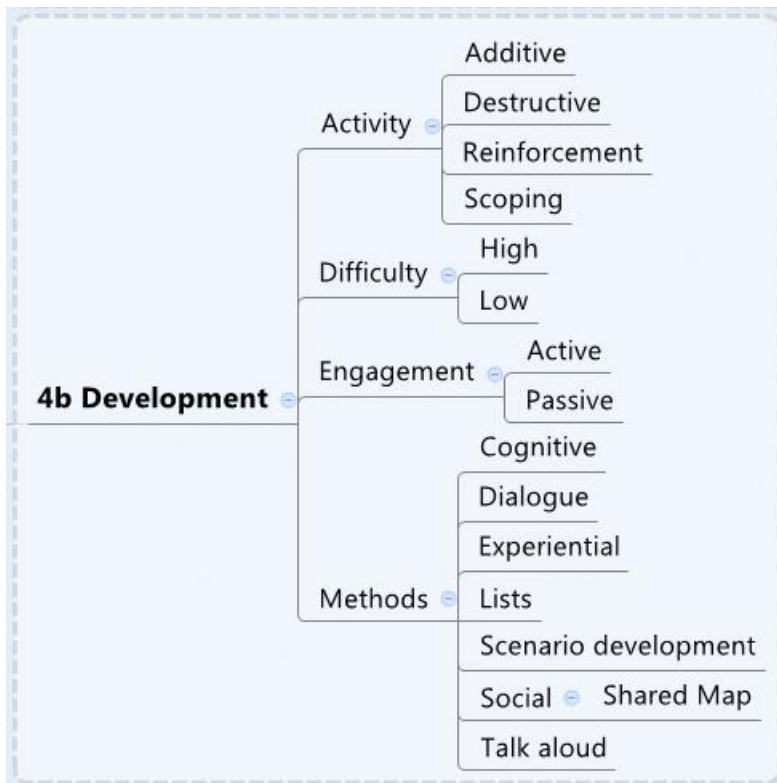 Additive
Destructive
Activity
Reinforcement
Scoping
High
Difficulty
Low
Active
Engagement
Passive
4b Development
Cognitive
Dialogue
Experiential
Methods
Lists
Scenario development
Social
Shared Map
Talk aloud